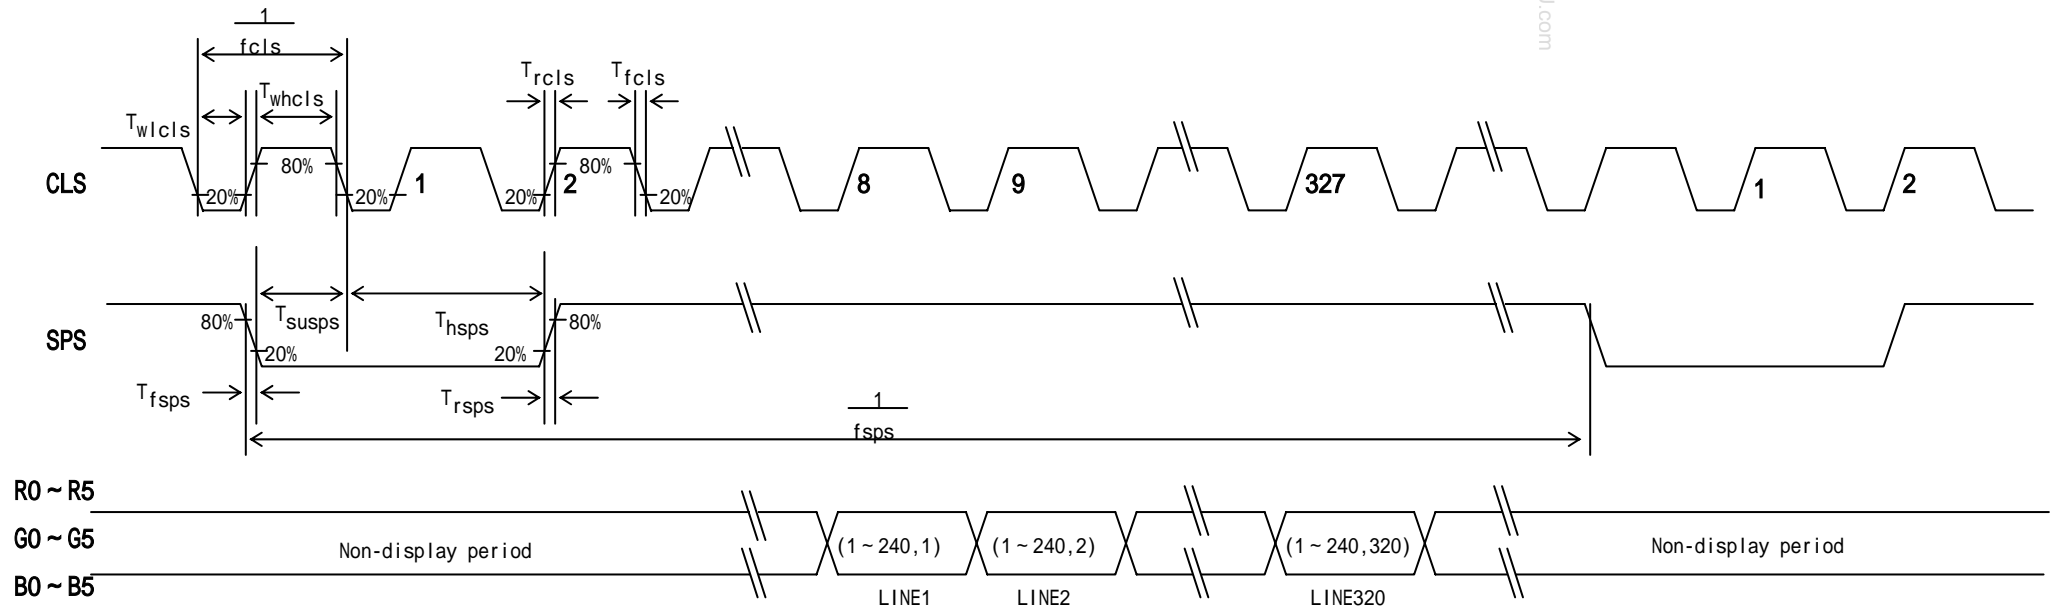 J.com
1
fcls
Twhcls
Trcls
Tfcls
Twlcls
CLS
20%
80%
20%
1
20%
2
80%
20%
8
9
327
1
2
SPS
80%
20%
Tsusps
Thsps
20%
80%
Tfsps
Trsps
1
fsps
R0 ~ R5
G0 ~ G5
B0 ~ B5
Non-display period
(1 ~ 240,1)
(1 ~ 240,2)
(1 ~ 240,320)
Non-display period
LINE1
LINE2
LINE320